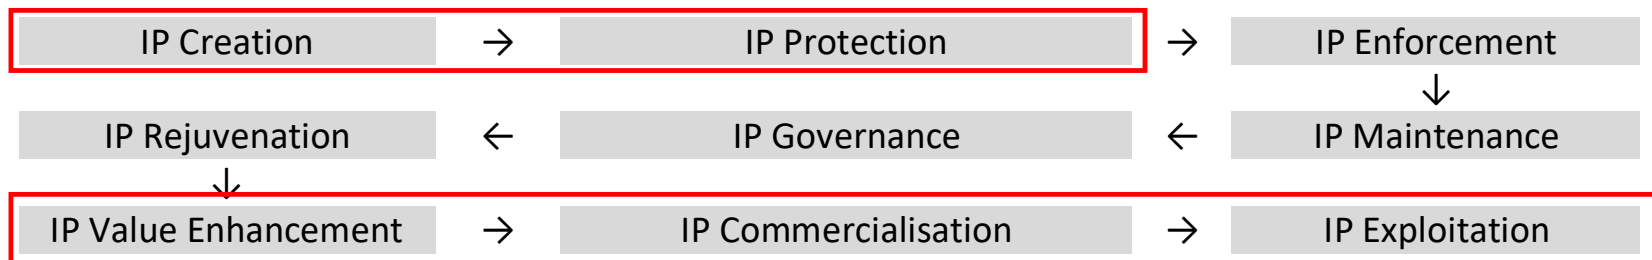 IP Creation → IP Protection → IP Enforcement
↓
IP Rejuvenation ← IP Governance ← IP Maintenance
↓
IP Value Enhancement → IP Commercialisation → IP Exploitation